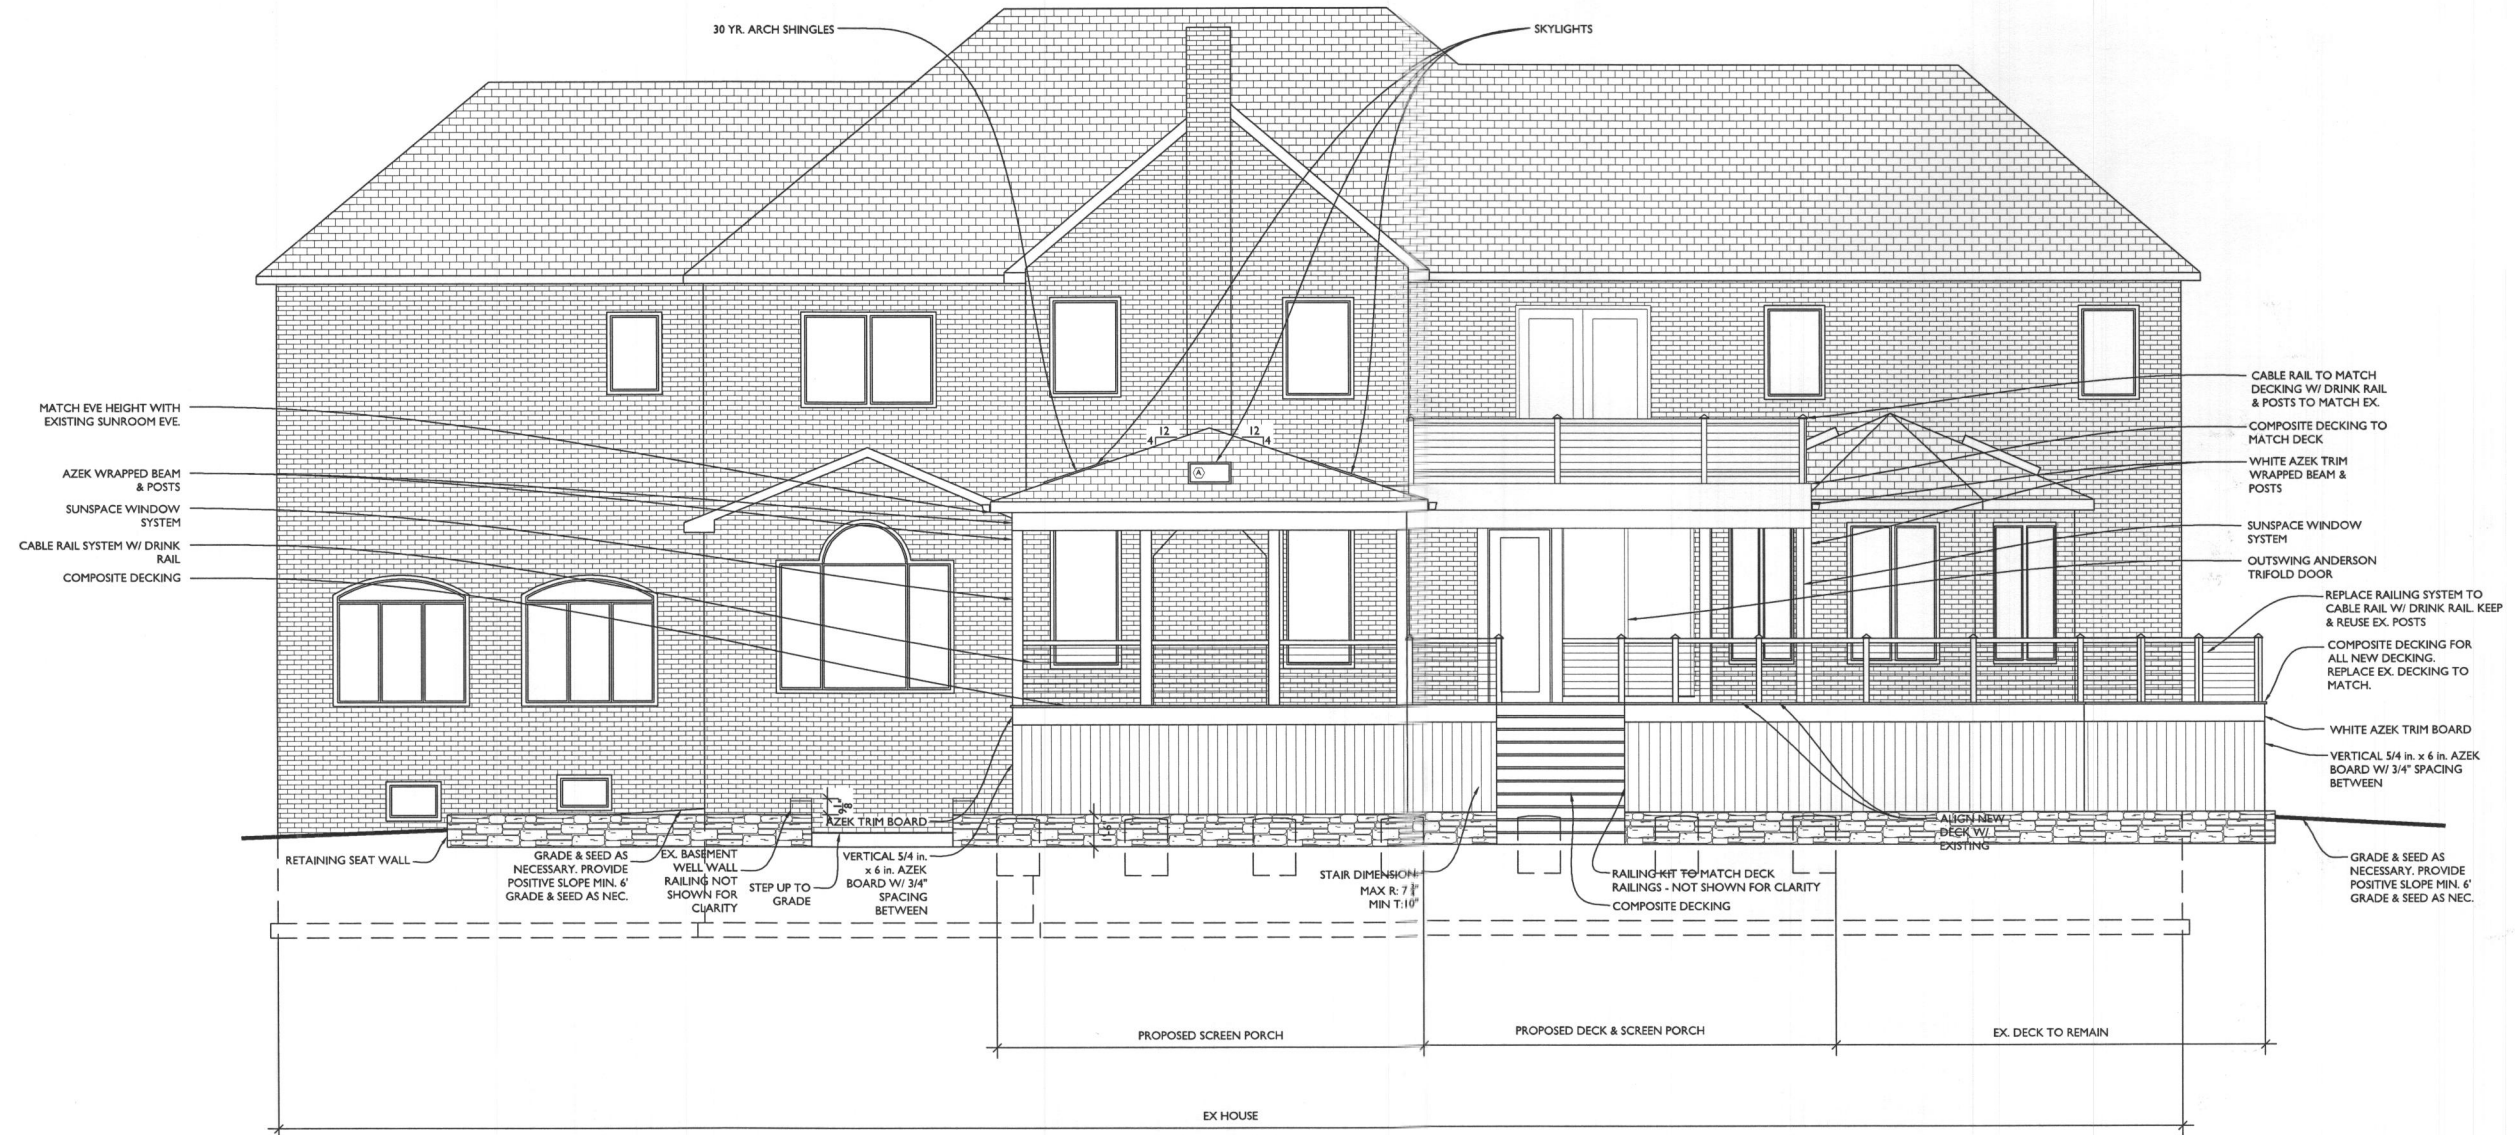 30 YR. ARCH SHINGLES
SKYLIGHTS
MATCH EVE HEIGHT WITH
EXISTING SUNROOM EVE.
AZEK WRAPPED BEAM
& POSTS
SUNSPACE WINDOW
SYSTEM
CABLE RAIL SYSTEM W/ DRINK
RAIL
COMPOSITE DECKING
12
4
12
4
A
CABLE RAIL TO MATCH
DECKING W/ DRINK RAIL
& POSTS TO MATCH EX.
COMPOSITE DECKING TO
MATCH DECK
WHITE AZEK TRIM
WRAPPED BEAM &
POSTS
SUNSPACE WINDOW
SYSTEM
OUTSWING ANDERSON
TRIFOLD DOOR
REPLACE RAILING SYSTEM TO
CABLE RAIL W/ DRINK RAIL. KEEP
& REUSE EX. POSTS
COMPOSITE DECKING FOR
ALL NEW DECKING.
REPLACE EX. DECKING TO
MATCH.
WHITE AZEK TRIM BOARD
VERTICAL 5/4 in. x 6 in. AZEK
BOARD W/ 3/4" SPACING
BETWEEN
AZEK TRIM BOARD
ALIGN NEW
DECK W/
EXISTING
RETAINING SEAT WALL
GRADE & SEED AS
NECESSARY. PROVIDE
POSITIVE SLOPE MIN. 6'
GRADE & SEED AS NEC.
EX. BASEMENT
WELL WALL
RAILING NOT
SHOWN FOR
CLARITY
STEP UP TO
GRADE
VERTICAL 5/4 in.
x 6 in. AZEK
BOARD W/ 3/4"
SPACING
BETWEEN
STAIR DIMENSION:
MAX R: 7
MIN T:10"
RAILING KIT TO MATCH DECK
RAILINGS - NOT SHOWN FOR CLARITY
COMPOSITE DECKING
GRADE & SEED AS
NECESSARY. PROVIDE
POSITIVE SLOPE MIN. 6'
GRADE & SEED AS NEC.
PROPOSED SCREEN PORCH
PROPOSED DECK & SCREEN PORCH
EX. DECK TO REMAIN
EX HOUSE